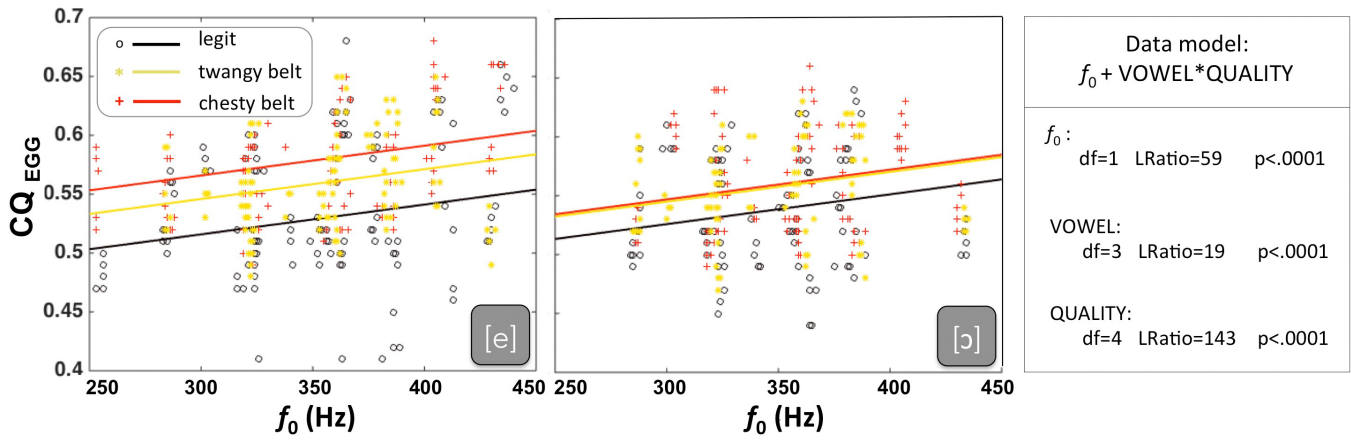 0.7
0.65
0.6
0.55
0.5
0.45
0.4
CQ EGG
legit
twangy belt
chesty belt
[e]
250 300 350 400 450
f0 (Hz)
[ɔ]
250 300 350 400 450
f0 (Hz)
Data model:
f0 + VOWEL*QUALITY
f0 :
df=1 LRatio=59 p<.0001
VOWEL:
df=3 LRatio=19 p<.0001
QUALITY:
df=4 LRatio=143 p<.0001